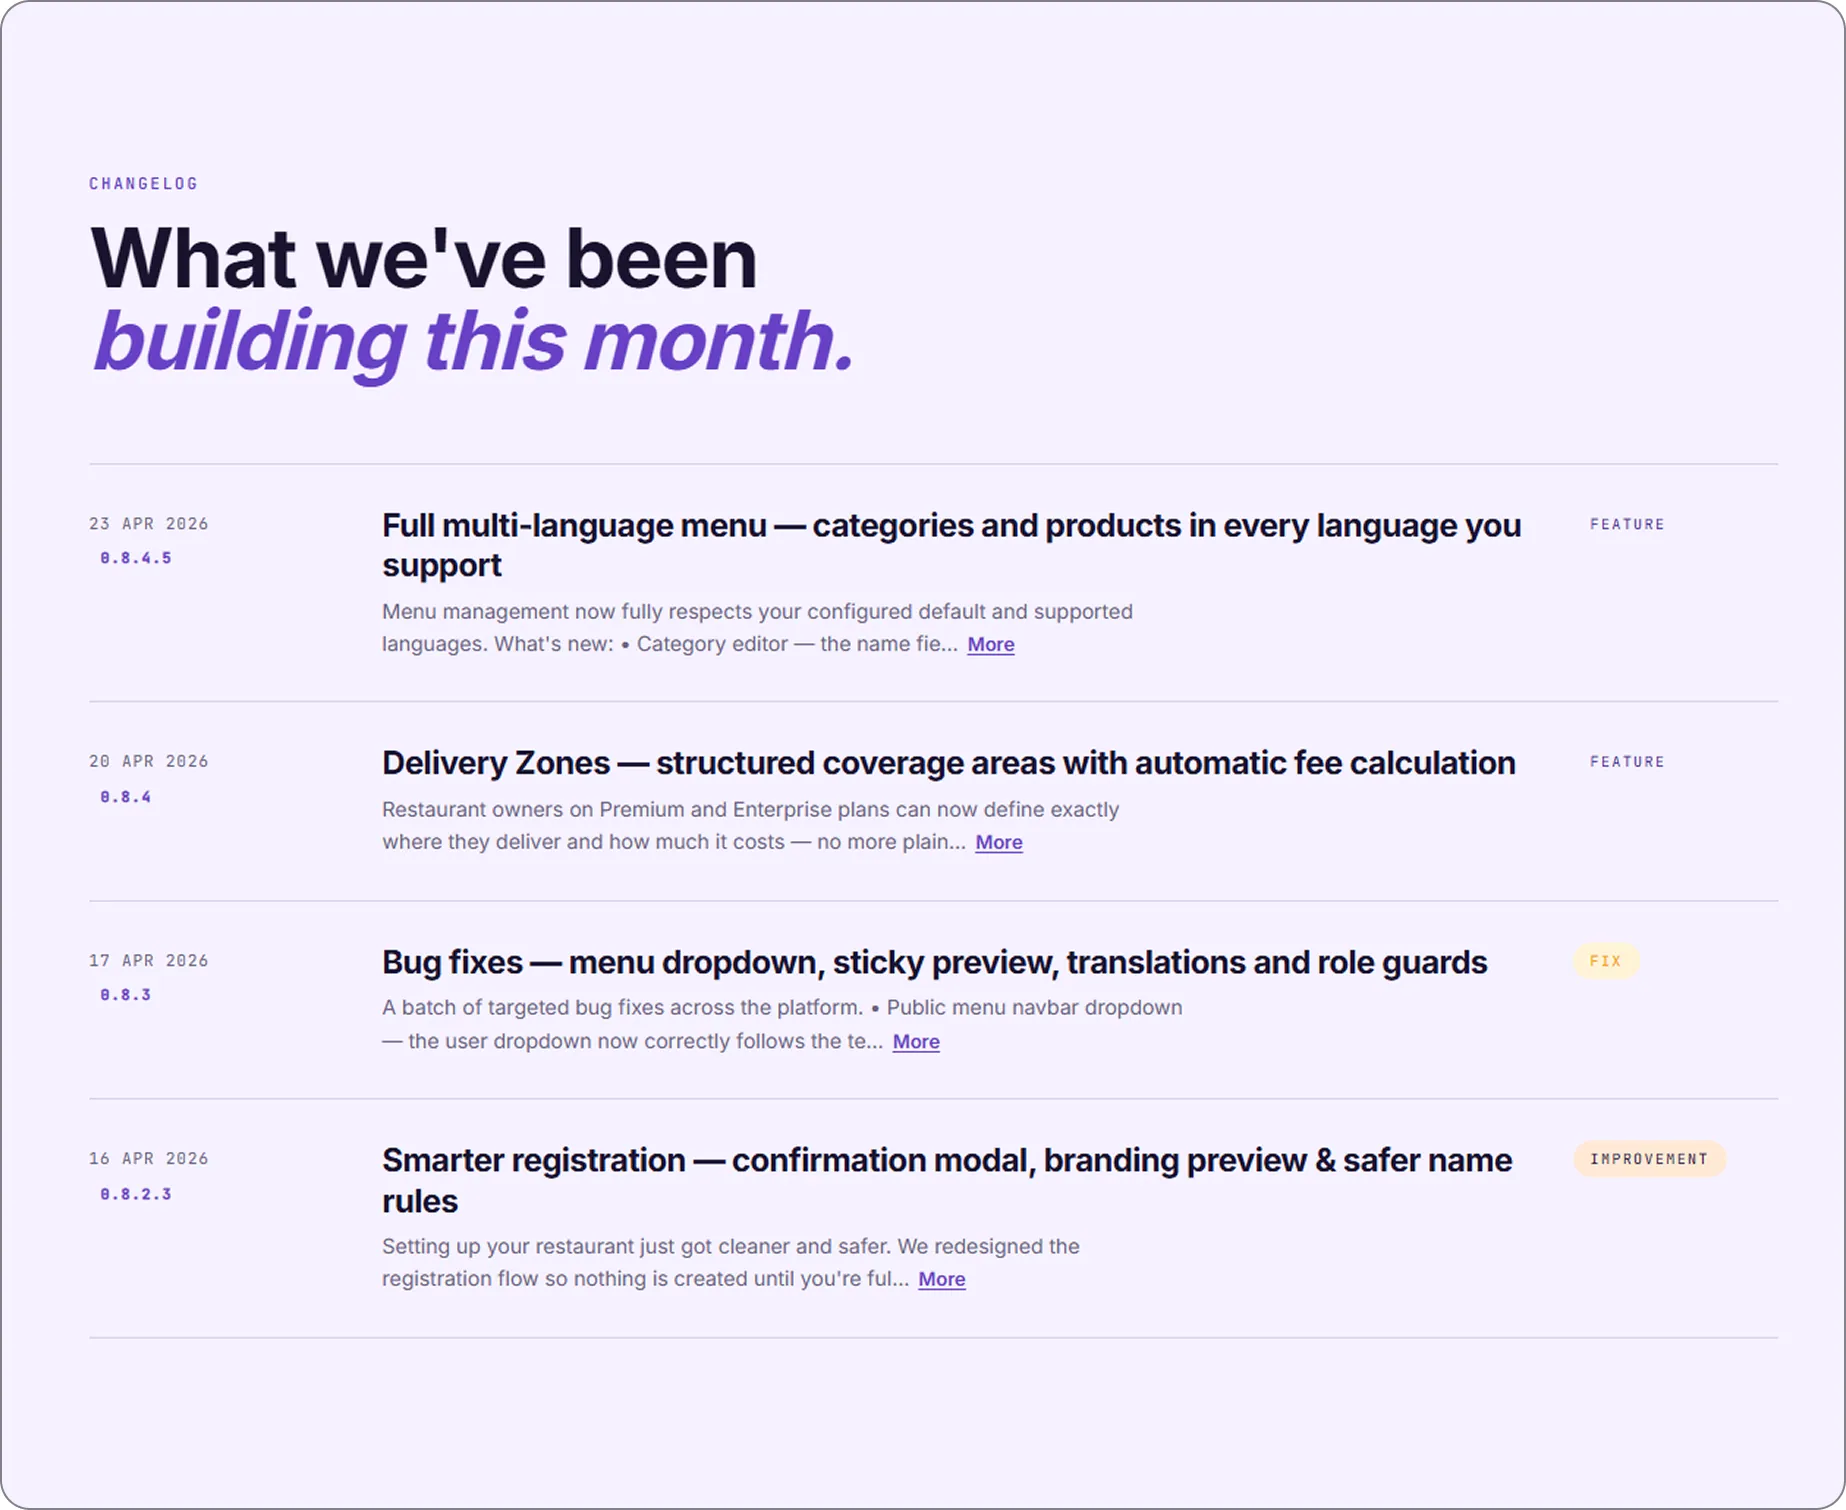 CHANGELOG
What we've been
building this month.
23 APR 2026
0.8.4.5
Full multi-language menu — categories and products in every language you
support
Menu management now fully respects your configured default and supported
languages. What's new: • Category editor — the name fie... More
FEATURE
20 APR 2026
0.8.4
Delivery Zones — structured coverage areas with automatic fee calculation
Restaurant owners on Premium and Enterprise plans can now define exactly
where they deliver and how much it costs — no more plain... More
FEATURE
17 APR 2026
0.8.3
Bug fixes — menu dropdown, sticky preview, translations and role guards
A batch of targeted bug fixes across the platform. • Public menu navbar dropdown
— the user dropdown now correctly follows the te... More
FIX
16 APR 2026
0.8.2.3
Smarter registration — confirmation modal, branding preview & safer name
rules
Setting up your restaurant just got cleaner and safer. We redesigned the
registration flow so nothing is created until you're ful... More
IMPROVEMENT